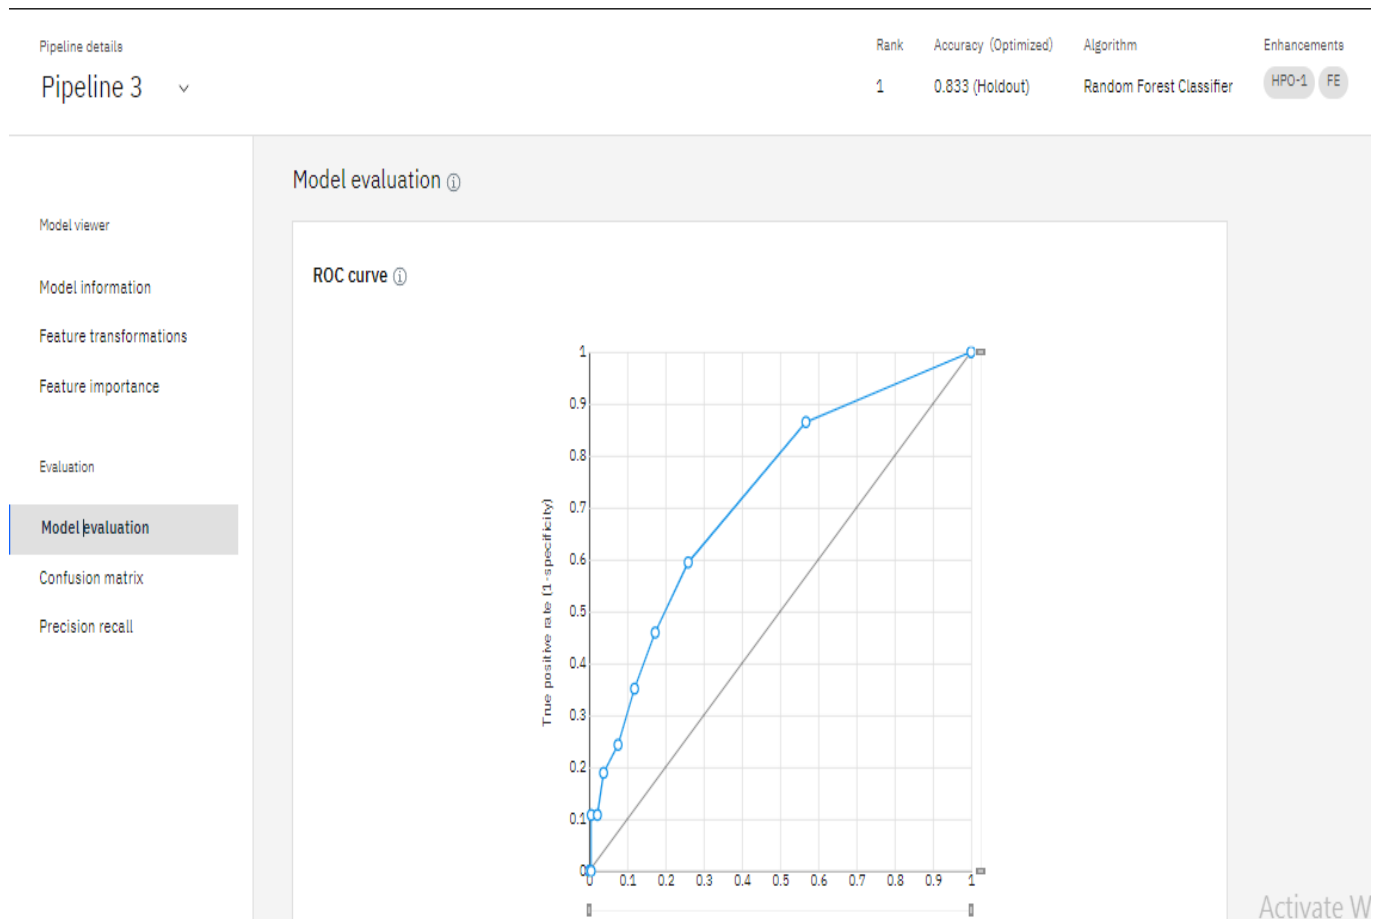 Pipeline details
Pipeline 3
Rank
1
Accuracy (Optimized)
0.833 (Holdout)
Algorithm
Random Forest Classifier
Enhancements
HPO-1 FE
Model viewer
Model information
Feature transformations
Feature importance
Evaluation
Model evaluation
Confusion matrix
Precision recall
Model evaluation
ROC curve
True positive rate (1-specificity)
1
0.9
0.8
0.7
0.6
0.5
0.4
0.3
0.2
0.1
0
0 0.1 0.2 0.3 0.4 0.5 0.6 0.7 0.8 0.9 1
Activate W